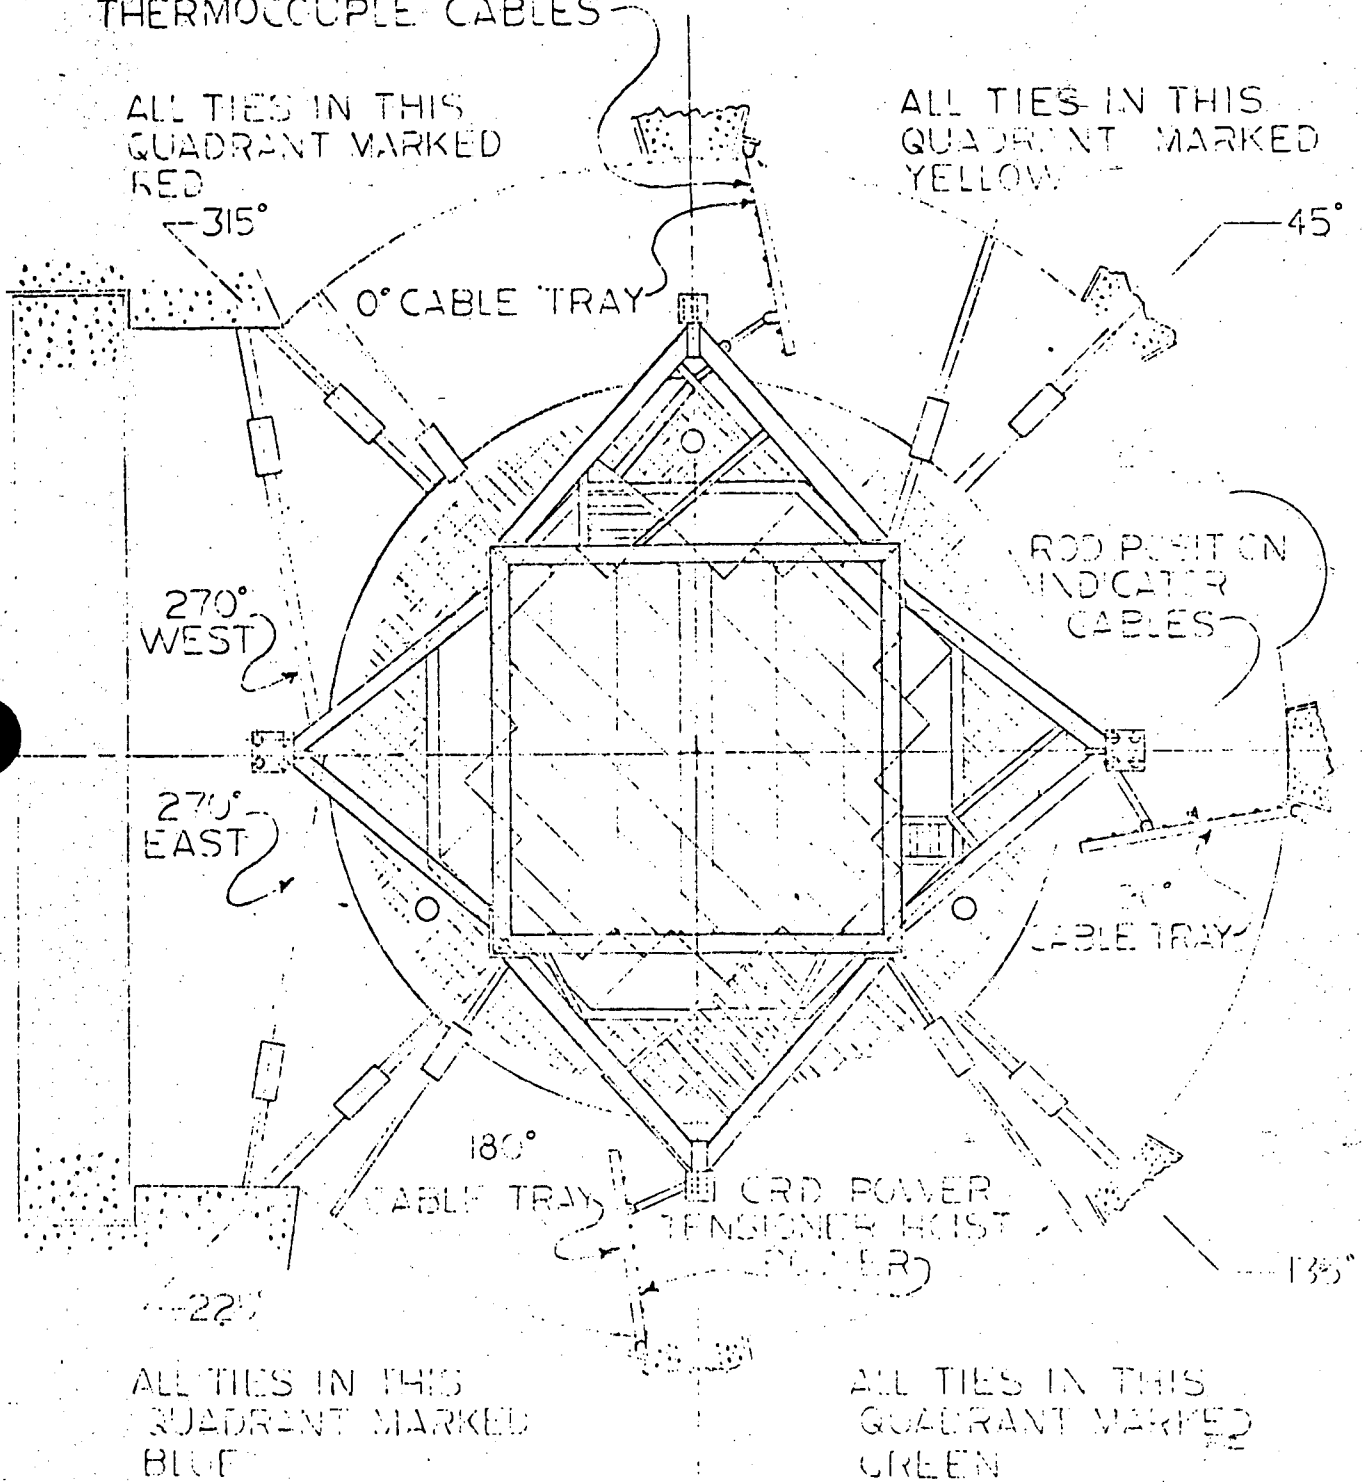 THERMOCOUPLE CABLES
ALL TIES IN THIS
QUADRANT MARKED
RED
315°
ALL TIES IN THIS
QUADRANT MARKED
YELLOW
45°
0° CABLE TRAY
ROD POSITION
INDICATOR
CABLES
270°
WEST
270°
EAST
CABLE TRAY
180°
CABLE TRAY
CRD POWER
TENSIONER HOIST
POWER
135°
225°
ALL TIES IN THIS
QUADRANT MARKED
BLUE
ALL TIES IN THIS
QUADRANT MARKED
GREEN